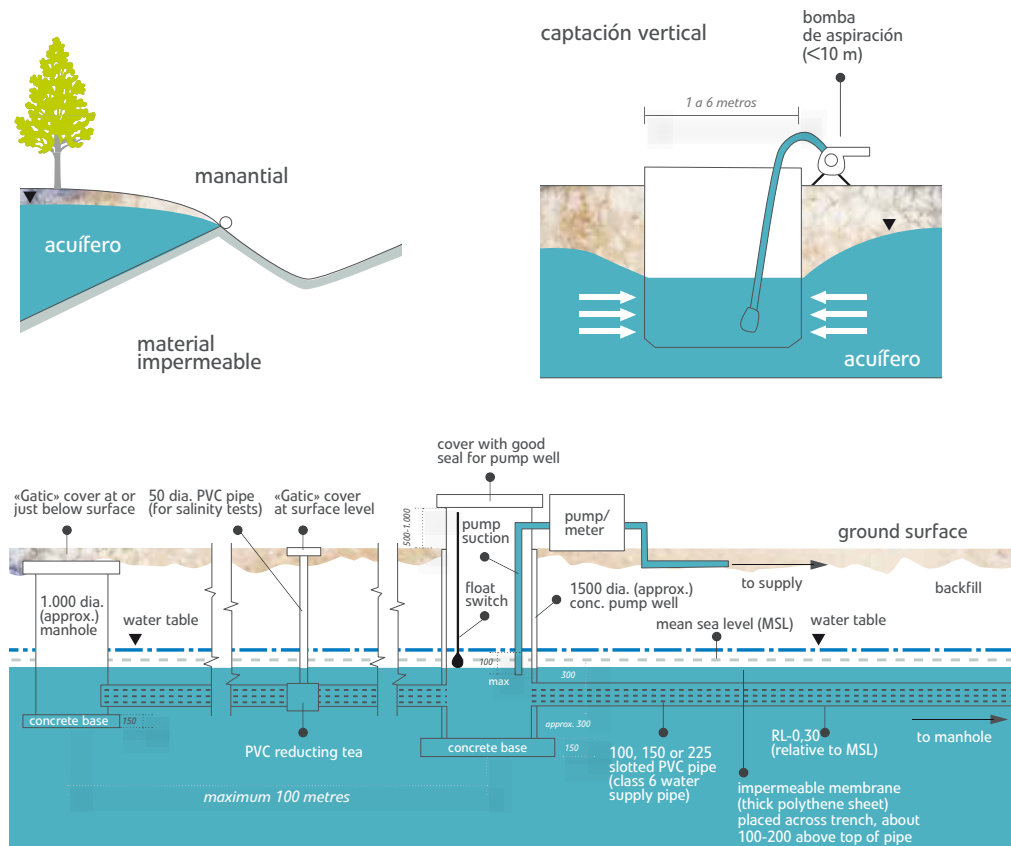 manantial
acuífero
material
impermeable
captación vertical
bomba
de aspiración
(<10 m)
1 a 6 metros
acuífero
cover with good
seal for pump well
«Gatic» cover at or
just below surface
50 dia. PVC pipe
(for salinity tests)
«Gatic» cover
at surface level
500-1.000
pump
suction
pump/
meter
ground surface
to supply
backfill
1.000 dia.
(approx.)
manhole
water table
float
switch
1500 dia. (approx.)
conc. pump well
mean sea level (MSL)
water table
100
max
300
concrete base
150
PVC reducting tea
approx. 300
concrete base
150
100, 150 or 225
slotted PVC pipe
(class 6 water
supply pipe)
RL-0,30
(relative to MSL)
to manhole
maximum 100 metres
impermeable membrane
(thick polythene sheet)
placed across trench, about
100-200 above top of pipe